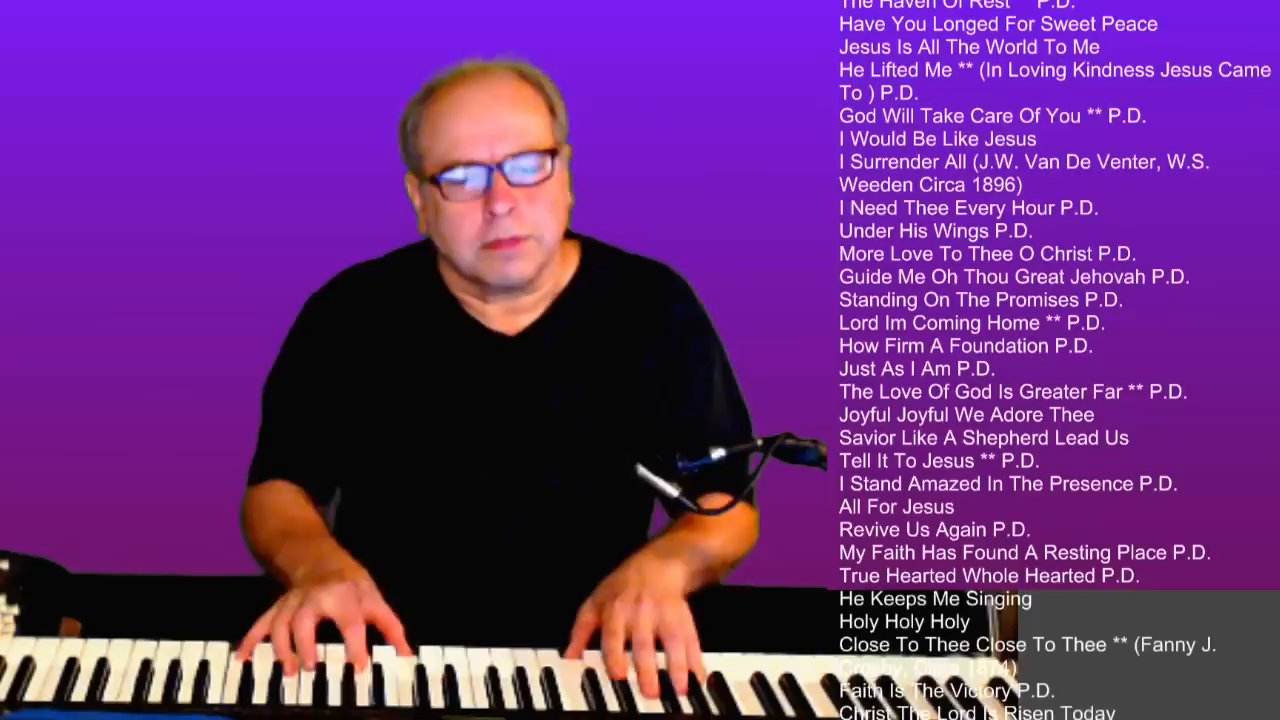 The Haven Of Rest ** P.D.
Have You Longed For Sweet Peace
Jesus Is All The World To Me
He Lifted Me ** (In Loving Kindness Jesus Came
To ) P.D.
God Will Take Care Of You ** P.D.
I Would Be Like Jesus
I Surrender All (J.W. Van De Venter, W.S.
Weeden Circa 1896)
I Need Thee Every Hour P.D.
Under His Wings P.D.
More Love To Thee O Christ P.D.
Guide Me Oh Thou Great Jehovah P.D.
Standing On The Promises P.D.
Lord Im Coming Home ** P.D.
How Firm A Foundation P.D.
Just As I Am P.D.
The Love Of God Is Greater Far ** P.D.
Joyful Joyful We Adore Thee
Savior Like A Shepherd Lead Us
Tell It To Jesus ** P.D.
I Stand Amazed In The Presence P.D.
All For Jesus
Revive Us Again P.D.
My Faith Has Found A Resting Place P.D.
True Hearted Whole Hearted P.D.
He Keeps Me Singing
Holy Holy Holy
Close To Thee Close To Thee ** (Fanny J.
Crosby, Circa 1874)
Faith Is The Victory P.D.
Christ The Lord Is Risen Today